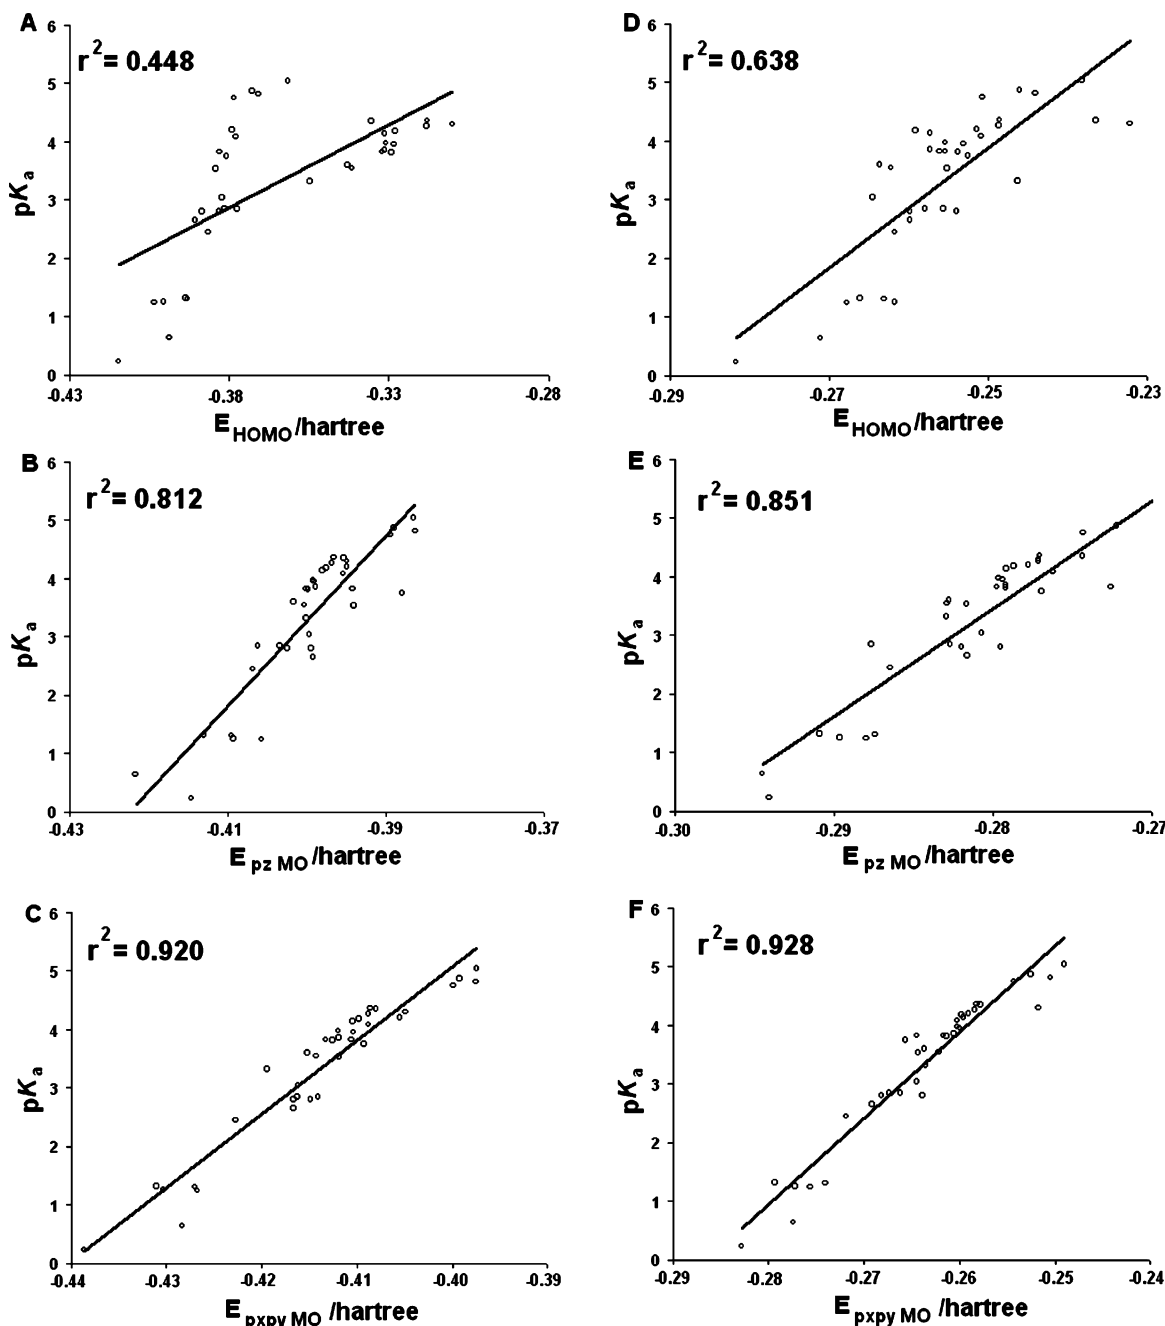 A
r²= 0.448
6
5
4
3
2
1
0
pKₐ
-0.43 -0.38 -0.33 -0.28
E HOMO /hartree
D
r²= 0.638
6
5
4
3
2
1
0
pKₐ
-0.29 -0.27 -0.25 -0.23
E HOMO /hartree
B
r²= 0.812
6
5
4
3
2
1
0
pKₐ
-0.43 -0.41 -0.39 -0.37
E pz MO /hartree
E
r²= 0.851
6
5
4
3
2
1
0
pKₐ
-0.30 -0.29 -0.28 -0.27
E pz MO /hartree
C
r²= 0.920
6
5
4
3
2
1
0
pKₐ
-0.44 -0.43 -0.42 -0.41 -0.40 -0.39
E pxpy MO /hartree
F
r²= 0.928
6
5
4
3
2
1
0
pKₐ
-0.29 -0.28 -0.27 -0.26 -0.25 -0.24
E pxpy MO /hartree